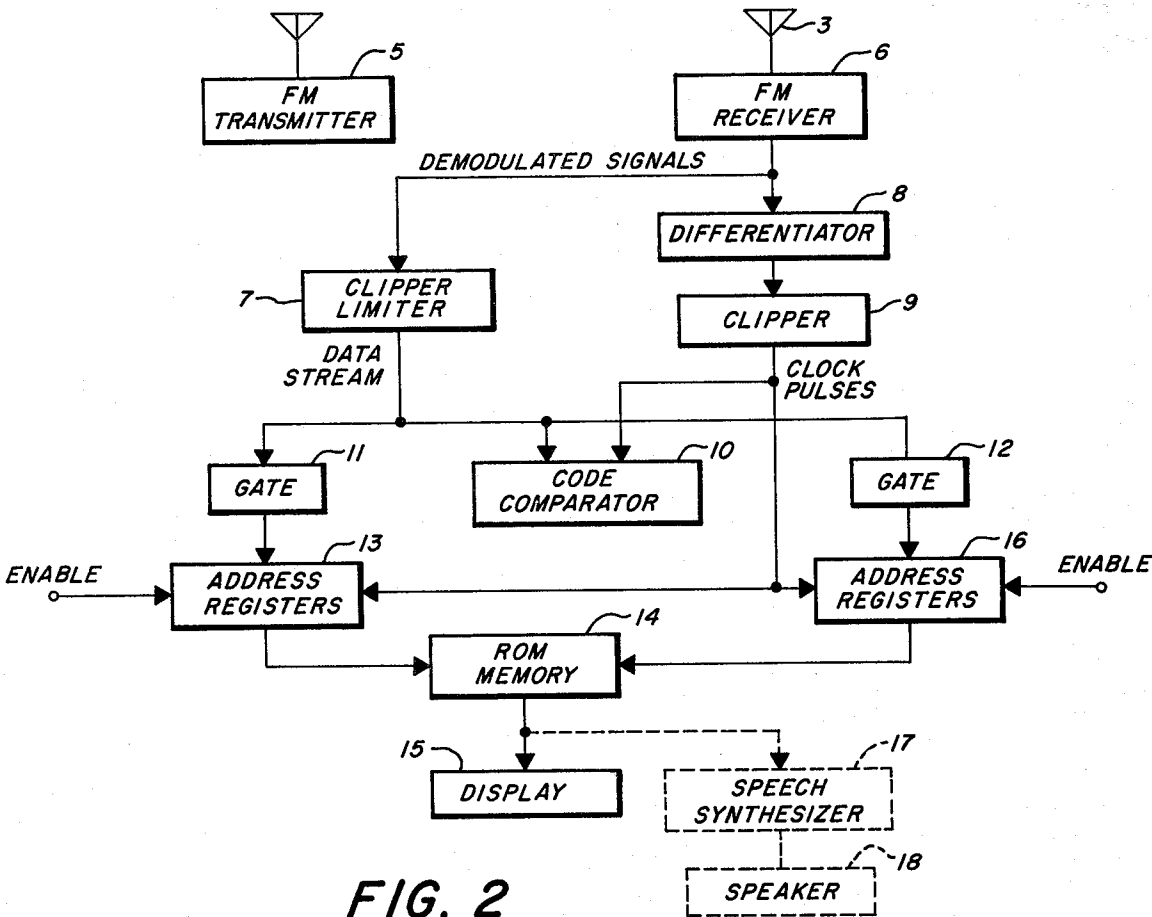 3
5
FM
TRANSMITTER
6
FM
RECEIVER
DEMODULATED SIGNALS
8
DIFFERENTIATOR
7
CLIPPER
LIMITER
9
CLIPPER
DATA
STREAM
CLOCK
PULSES
11
GATE
10
CODE
COMPARATOR
12
GATE
ENABLE
13
ADDRESS
REGISTERS
16
ADDRESS
REGISTERS
ENABLE
14
ROM
MEMORY
15
DISPLAY
17
SPEECH
SYNTHESIZER
18
SPEAKER
FIG. 2